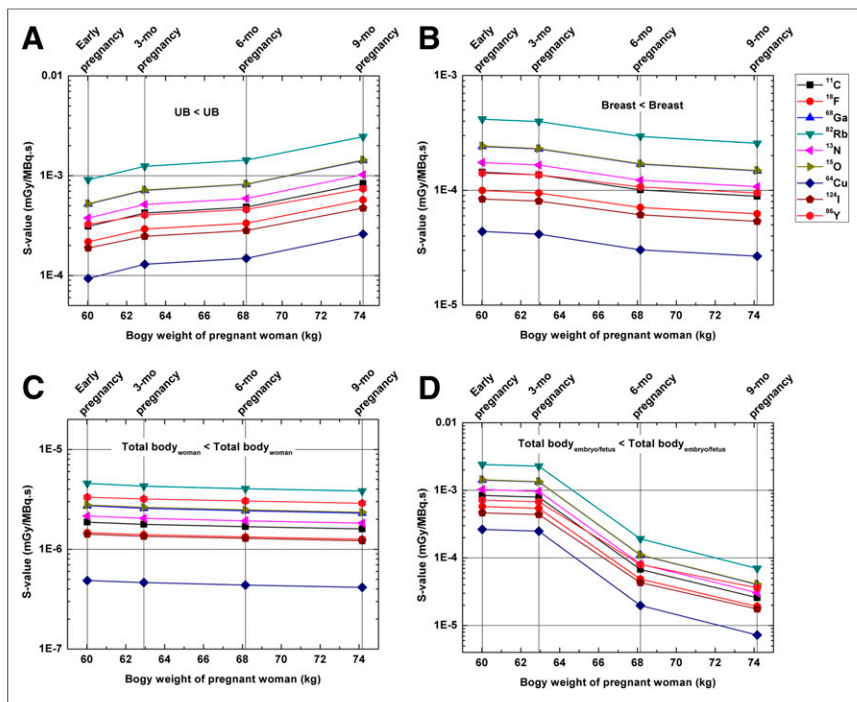 A
Early pregnancy
3-mo pregnancy
6-mo pregnancy
9-mo pregnancy
0.01
1E-3
1E-4
S-value (mGy/MBq.s)
UB < UB
60 62 64 66 68 70 72 74
Bogy weight of pregnant woman (kg)
B
Early pregnancy
3-mo pregnancy
6-mo pregnancy
9-mo pregnancy
1E-3
1E-4
1E-5
S-value (mGy/MBq.s)
Breast < Breast
60 62 64 66 68 70 72 74
Bogy weight of pregnant woman (kg)
11C
18F
68Ga
82Rb
13N
15O
64Cu
124I
86Y
C
Early pregnancy
3-mo pregnancy
6-mo pregnancy
9-mo pregnancy
1E-5
1E-6
1E-7
S-value (mGy/MBq.s)
Total bodywoman < Total bodywoman
60 62 64 66 68 70 72 74
Bogy weight of pregnant woman (kg)
D
Early pregnancy
3-mo pregnancy
6-mo pregnancy
9-mo pregnancy
0.01
1E-3
1E-4
1E-5
S-value (mGy/MBq.s)
Total bodyembryo/fetus < Total bodyembryo/fetus
60 62 64 66 68 70 72 74
Bogy weight of pregnant woman (kg)